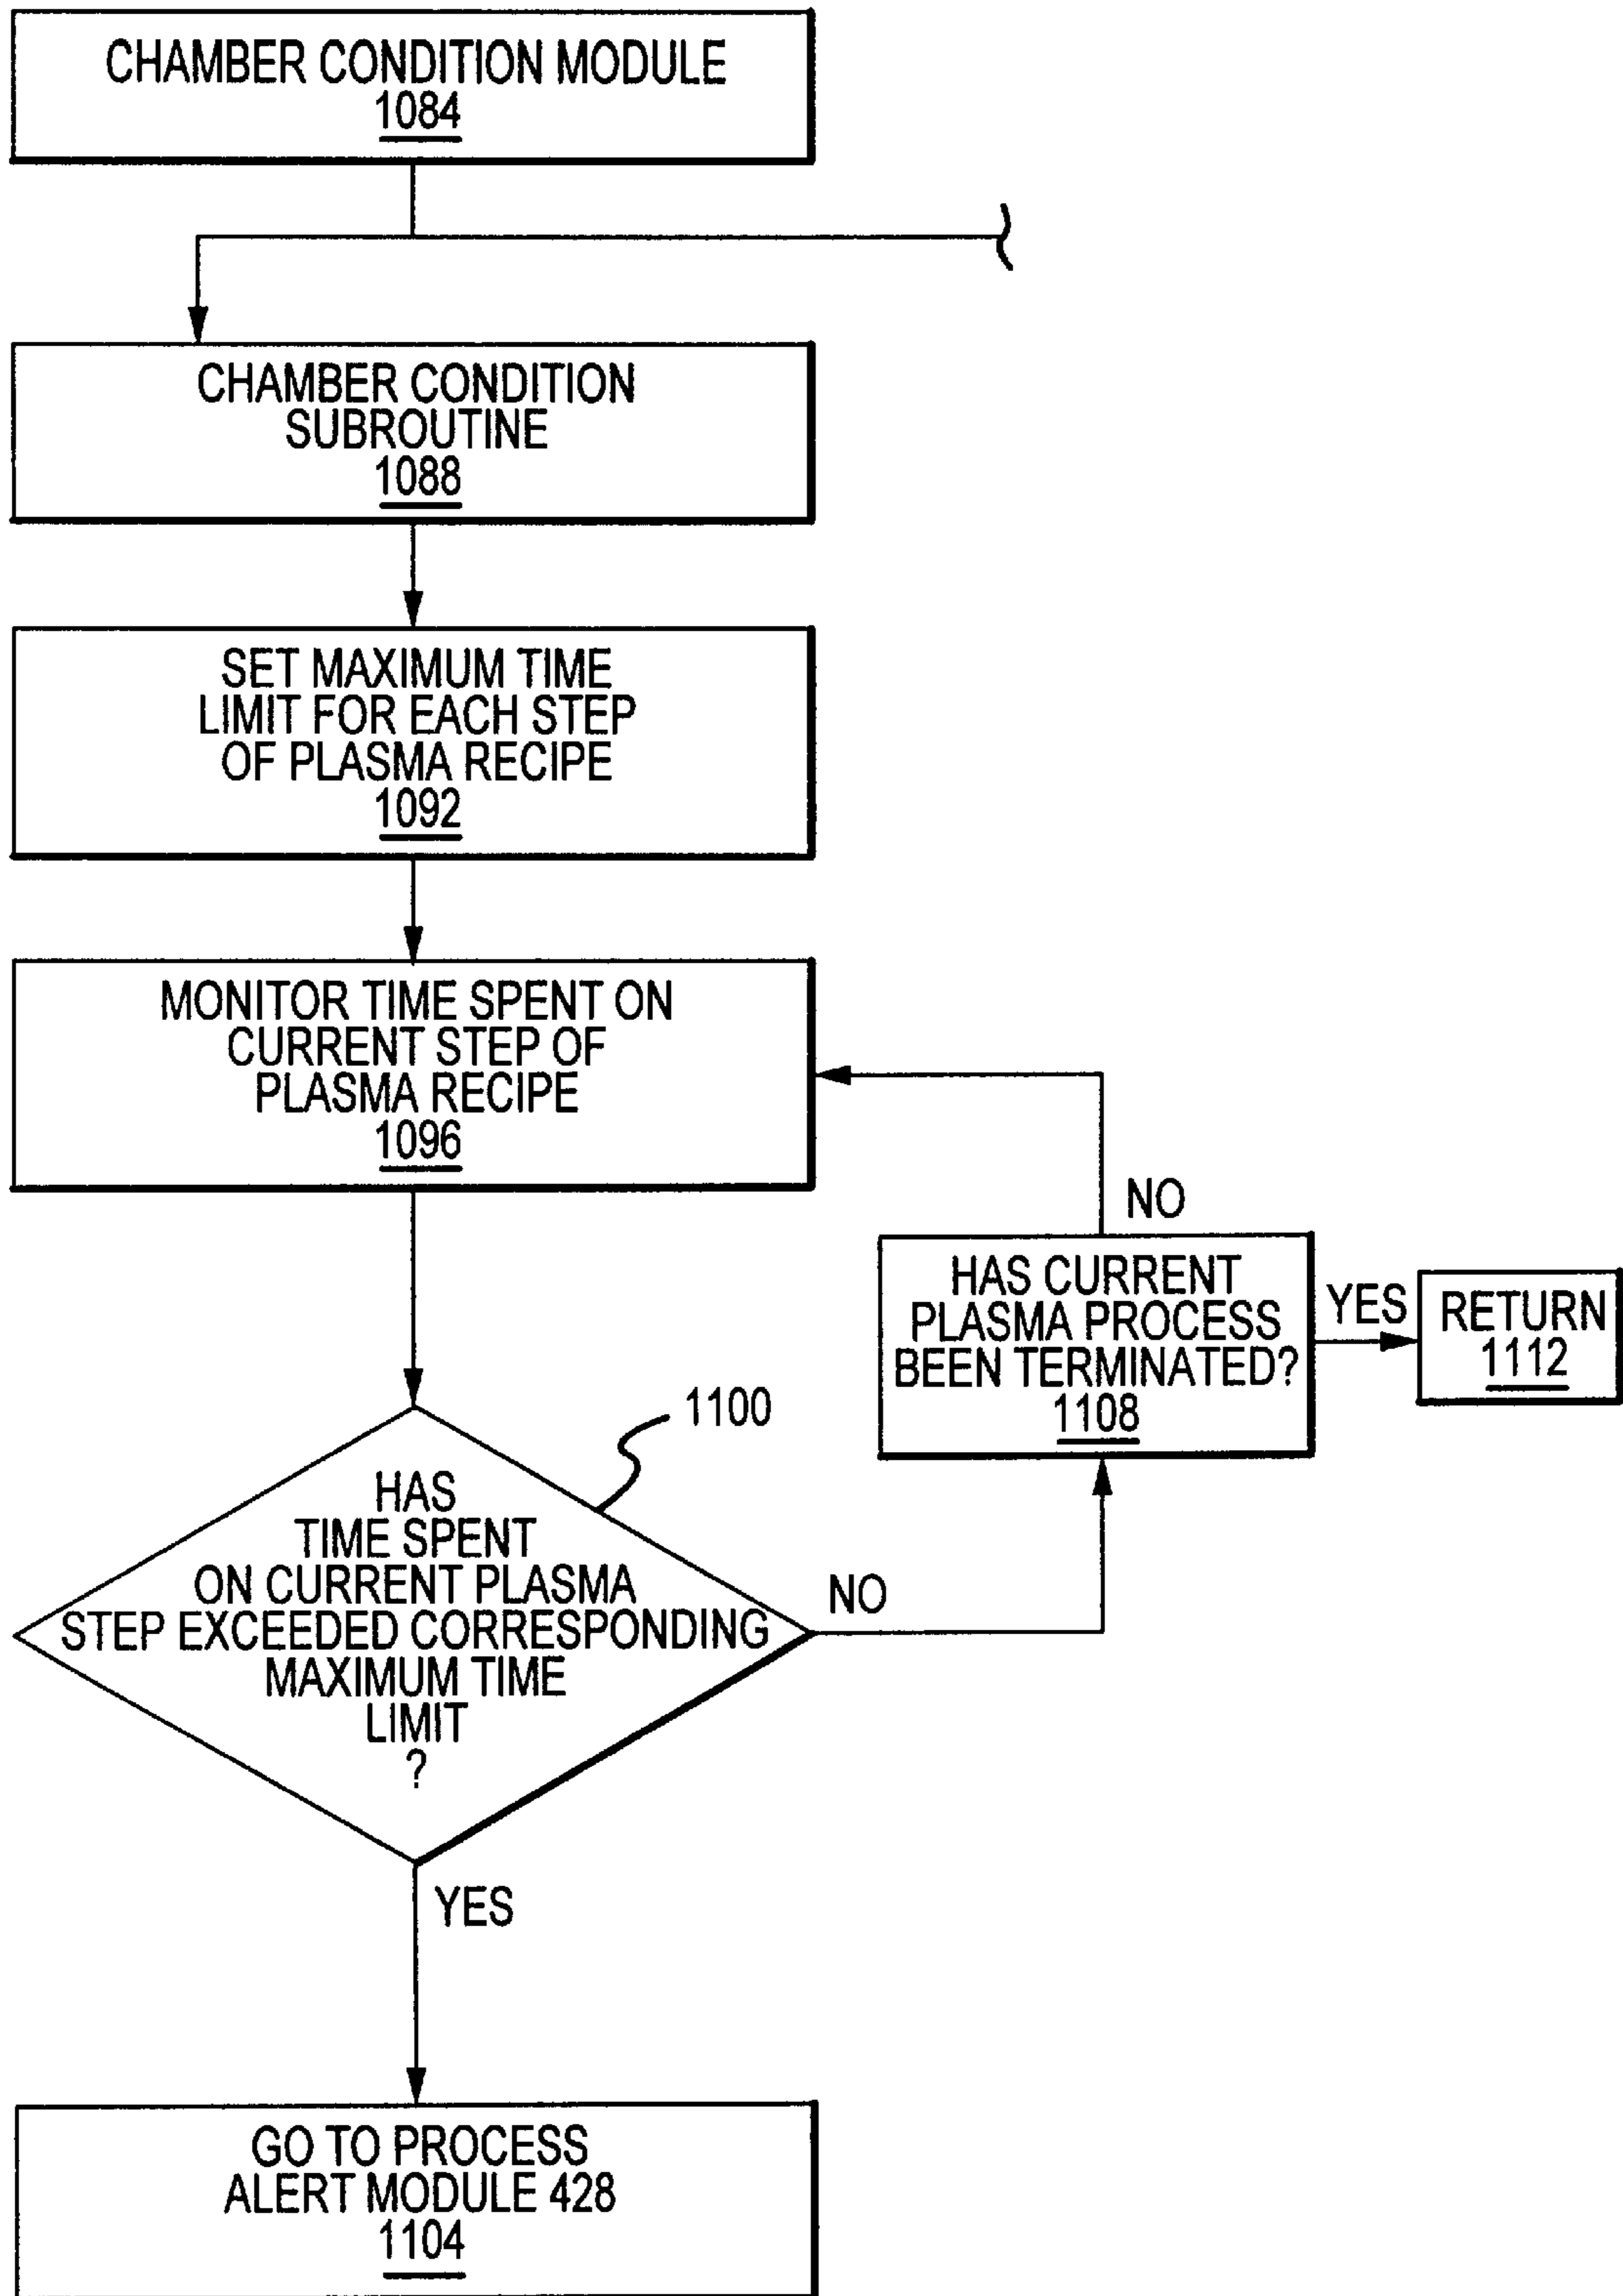 CHAMBER CONDITION MODULE
1084
CHAMBER CONDITION
SUBROUTINE
1088
SET MAXIMUM TIME
LIMIT FOR EACH STEP
OF PLASMA RECIPE
1092
MONITOR TIME SPENT ON
CURRENT STEP OF
PLASMA RECIPE
1096
NO
HAS CURRENT
PLASMA PROCESS
BEEN TERMINATED?
1108
YES
RETURN
1112
1100
HAS
TIME SPENT
ON CURRENT PLASMA
STEP EXCEEDED CORRESPONDING
MAXIMUM TIME
LIMIT
?
NO
YES
GO TO PROCESS
ALERT MODULE 428
1104